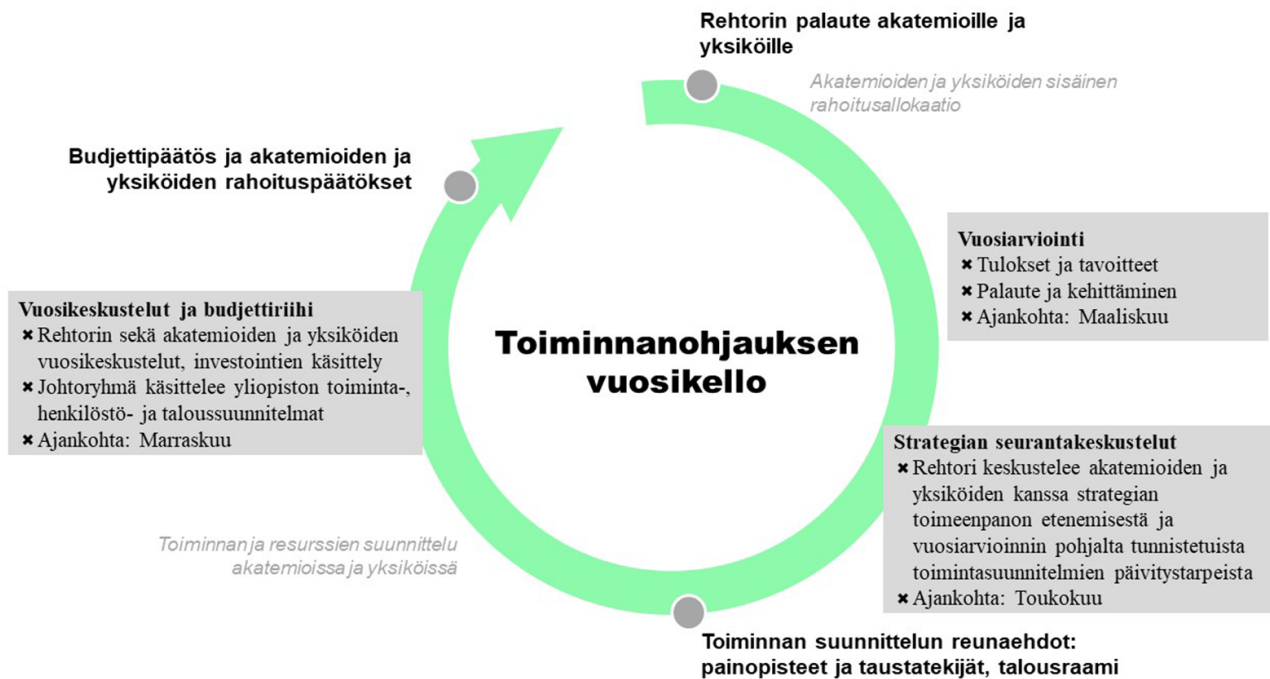 Rehtorin palaute akatemioille ja
yksiköille
Akatemioiden ja yksiköiden sisäinen
rahoitusallokaatio
Vuosiarviointi
✖ Tulokset ja tavoitteet
✖ Palaute ja kehittäminen
✖ Ajankohta: Maaliskuu
Strategian seurantakeskustelut
✖ Rehtori keskustelee akatemioiden ja
yksiköiden kanssa strategian
toimeenpanon etenemisestä ja
vuosiarvioinnin pohjalta tunnistetuista
toimintasuunnitelmien päivitystarpeista
✖ Ajankohta: Toukokuu
Toiminnan suunnittelun reunaehdot:
painopisteet ja taustatekijät, talousraami
Toiminnan ja resurssien suunnittelu
akatemioissa ja yksiköissä
Vuosikeskustelut ja budjettiriihi
✖ Rehtorin sekä akatemioiden ja yksiköiden
vuosikeskustelut, investointien käsittely
✖ Johtoryhmä käsittelee yliopiston toiminta-,
henkilöstö- ja taloussuunnitelmat
✖ Ajankohta: Marraskuu
Budjettipäätös ja akatemioiden ja
yksiköiden rahoituspäätökset
Toiminnanohjauksen
vuosikello